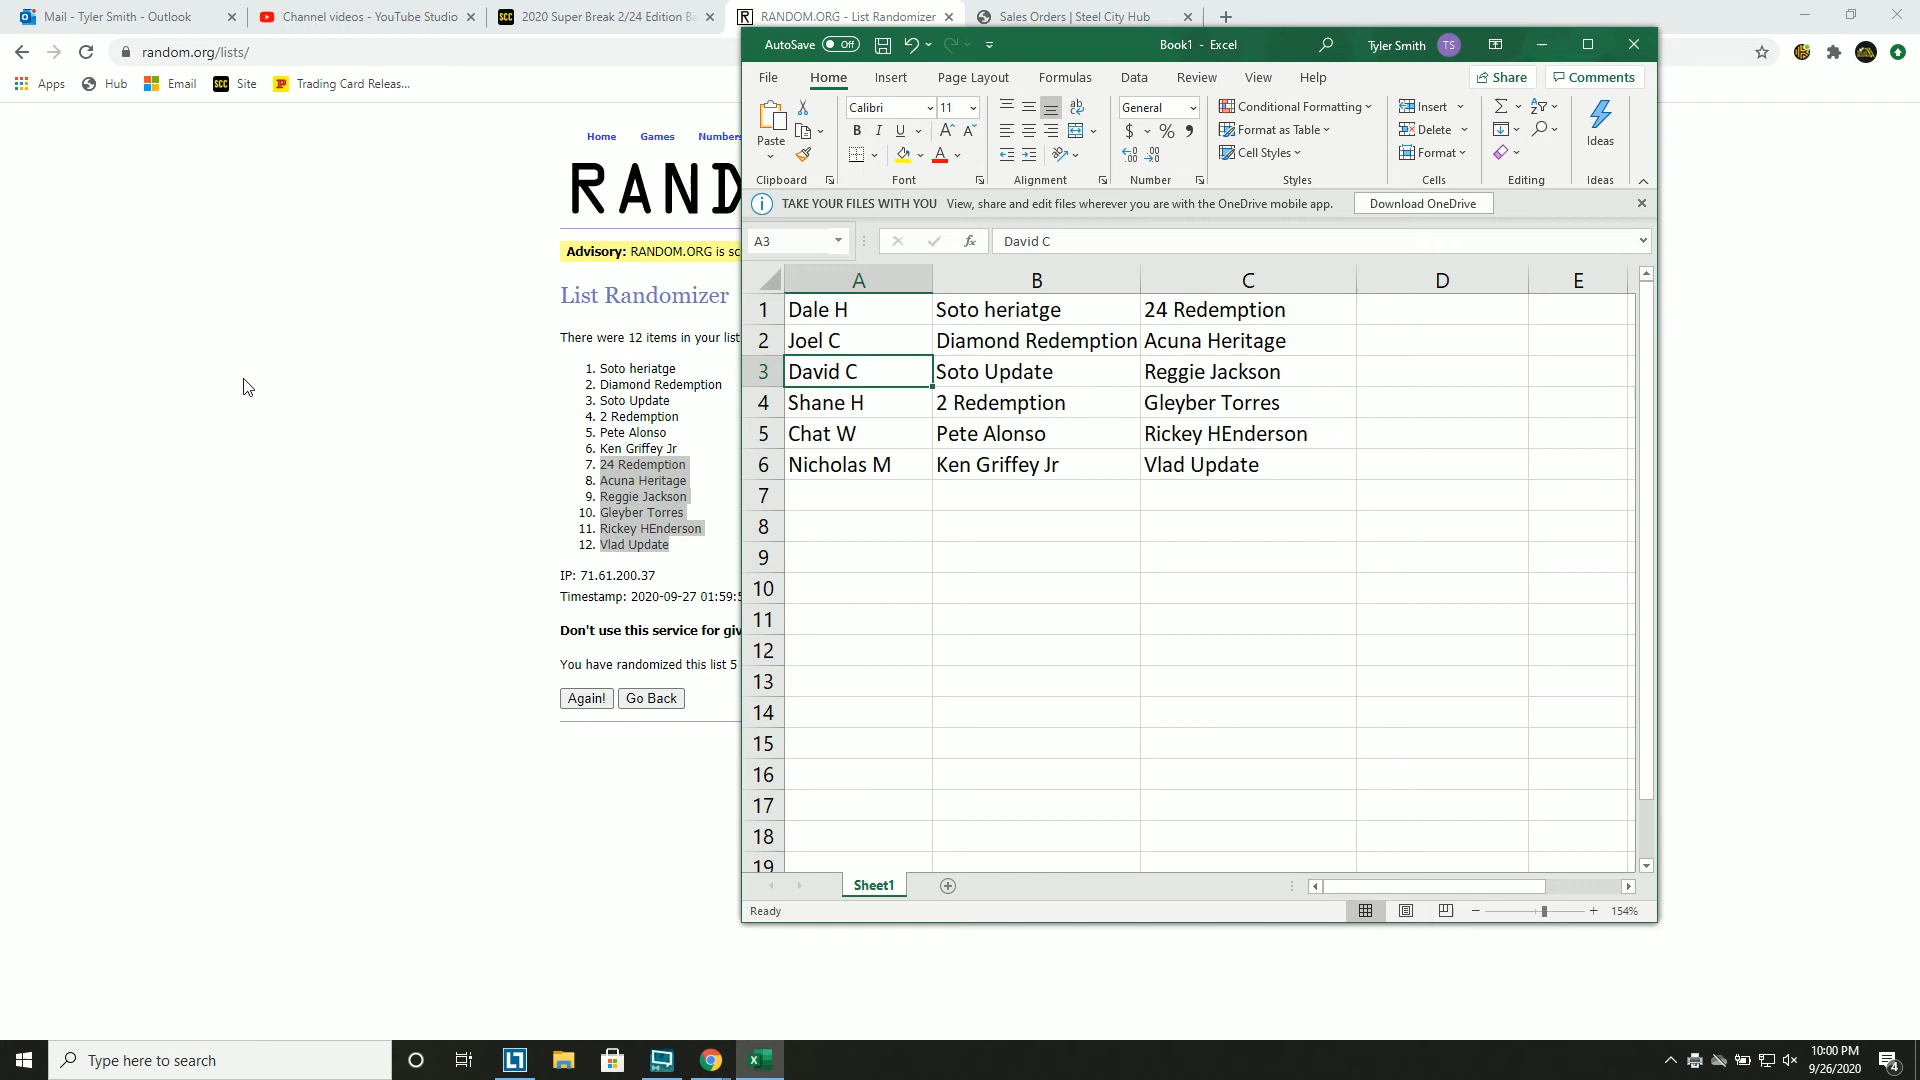 Mail - Tyler Smith - Outlook
Channel videos - YouTube Studio
SCC 2020 Super Break 2/24 Edition Ba
RANDOM.ORG - List Randomizer
Sales Orders | Steel City Hub
random.org/lists/
Apps Hub Email SCC Site Trading Card Releas...
Home Games Numbers
RAND
Advisory: RANDOM.ORG is sc
List Randomizer
There were 12 items in your list
1. Soto heriatge
2. Diamond Redemption
3. Soto Update
4. 2 Redemption
5. Pete Alonso
6. Ken Griffey Jr
7. 24 Redemption
8. Acuna Heritage
9. Reggie Jackson
10. Gleyber Torres
11. Rickey HEnderson
12. Vlad Update
IP: 71.61.200.37
Timestamp: 2020-09-27 01:59:5
Don't use this service for giv
You have randomized this list 5
Again! Go Back
AutoSave Off Book1 - Excel Tyler Smith TS
File Home Insert Page Layout Formulas Data Review View Help Share Comments
Paste Calibri 11 General Conditional Formatting Insert
B I U Format as Table Delete Ideas
Cell Styles Format
Clipboard Font Alignment Number Styles Cells Editing Ideas
TAKE YOUR FILES WITH YOU View, share and edit files wherever you are with the OneDrive mobile app. Download OneDrive
A3 fx David C
A B C D E
1 Dale H Soto heriatge 24 Redemption
2 Joel C Diamond Redemption Acuna Heritage
3 David C Soto Update Reggie Jackson
4 Shane H 2 Redemption Gleyber Torres
5 Chat W Pete Alonso Rickey HEnderson
6 Nicholas M Ken Griffey Jr Vlad Update
7
8
9
10
11
12
13
14
15
16
17
18
19
Sheet1
Ready 154%
Type here to search
10:00 PM
9/26/2020
4